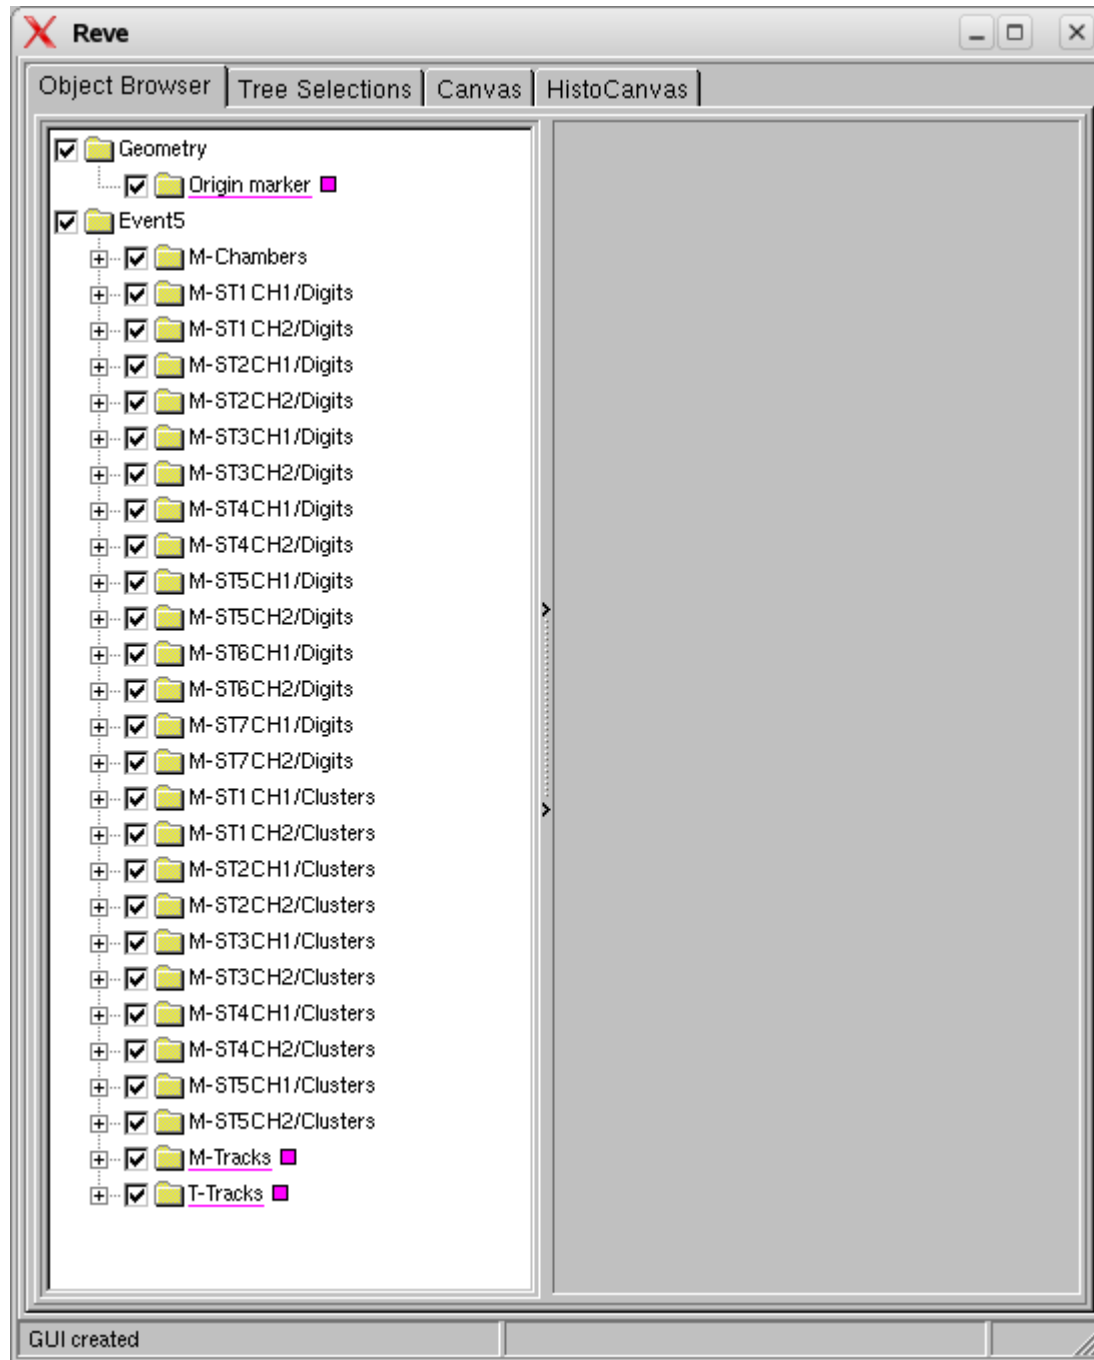 Reve
Object Browser Tree Selections Canvas HistoCanvas
Geometry
Origin marker
Event5
M-Chambers
M-ST1CH1/Digits
M-ST1CH2/Digits
M-ST2CH1/Digits
M-ST2CH2/Digits
M-ST3CH1/Digits
M-ST3CH2/Digits
M-ST4CH1/Digits
M-ST4CH2/Digits
M-ST5CH1/Digits
M-ST5CH2/Digits
M-ST6CH1/Digits
M-ST6CH2/Digits
M-ST7CH1/Digits
M-ST7CH2/Digits
M-ST1CH1/Clusters
M-ST1CH2/Clusters
M-ST2CH1/Clusters
M-ST2CH2/Clusters
M-ST3CH1/Clusters
M-ST3CH2/Clusters
M-ST4CH1/Clusters
M-ST4CH2/Clusters
M-ST5CH1/Clusters
M-ST5CH2/Clusters
M-Tracks
T-Tracks
GUI created